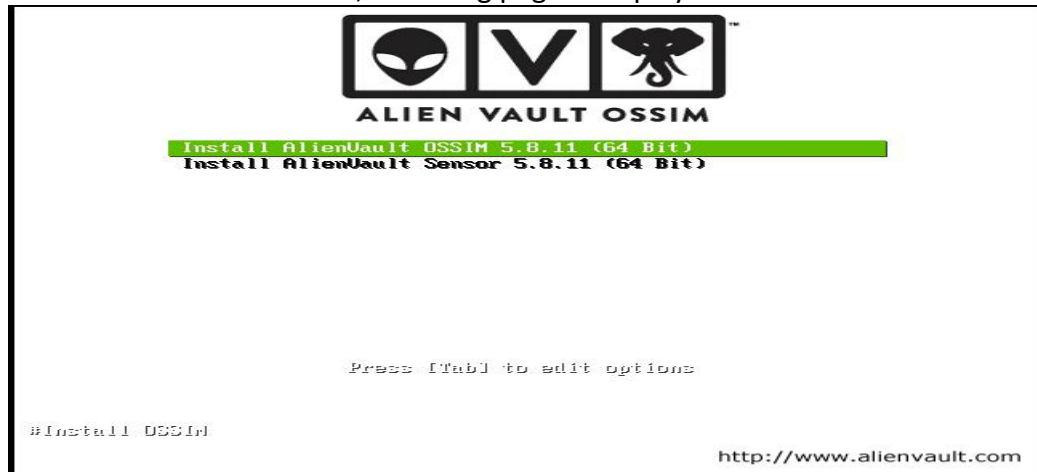 OV™
ALIEN VAULT OSSIM
Install AlienVault OSSIM 5.8.11 (64 Bit)
Install AlienVault Sensor 5.8.11 (64 Bit)
Press [Tab] to edit options
#Install OSSIM
http://www.alienvault.com